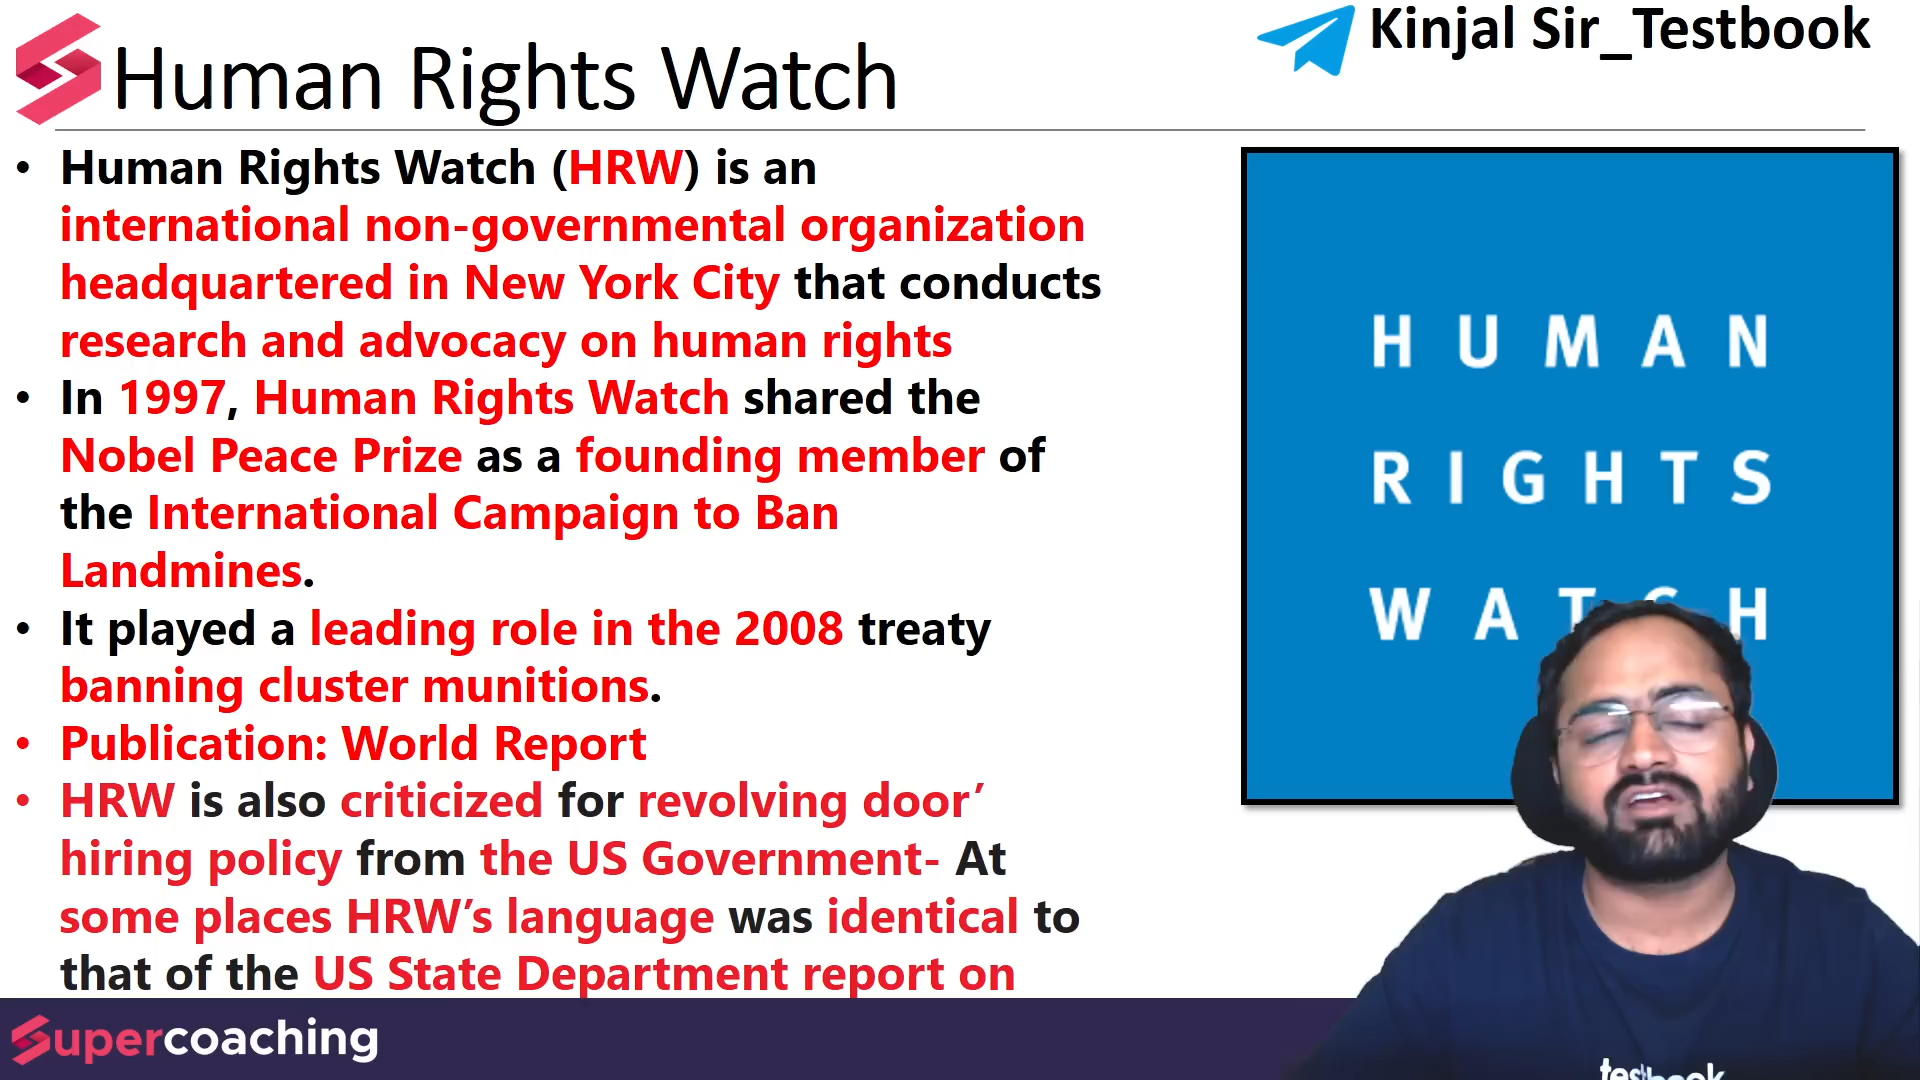 Human Rights Watch
Kinjal Sir_Testbook
• Human Rights Watch (HRW) is an
international non-governmental organization
headquartered in New York City that conducts
research and advocacy on human rights
• In 1997, Human Rights Watch shared the
Nobel Peace Prize as a founding member of
the International Campaign to Ban
Landmines.
• It played a leading role in the 2008 treaty
banning cluster munitions.
• Publication: World Report
• HRW is also criticized for revolving door’
hiring policy from the US Government- At
some places HRW’s language was identical to
that of the US State Department report on
HUMAN
RIGHTS
WATCH
Supercoaching
testbook